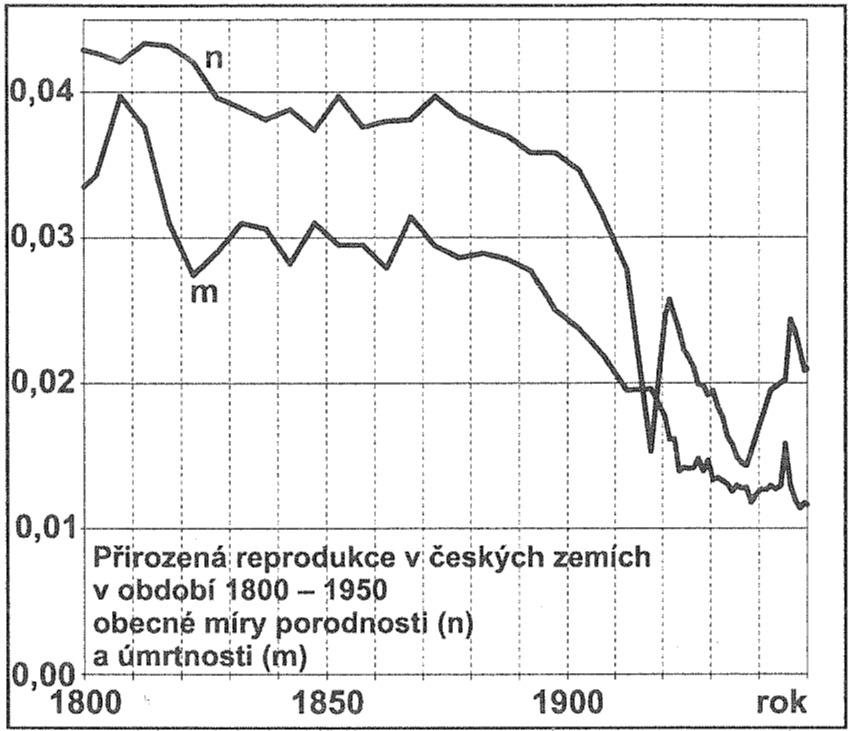 n
0,04
0,03
m
0,02
0,01
Přirozená reprodukce v českých zemích
v období 1800 – 1950
obecné míry porodnosti (n)
a úmrtnosti (m)
0,00
1800 1850 1900 rok